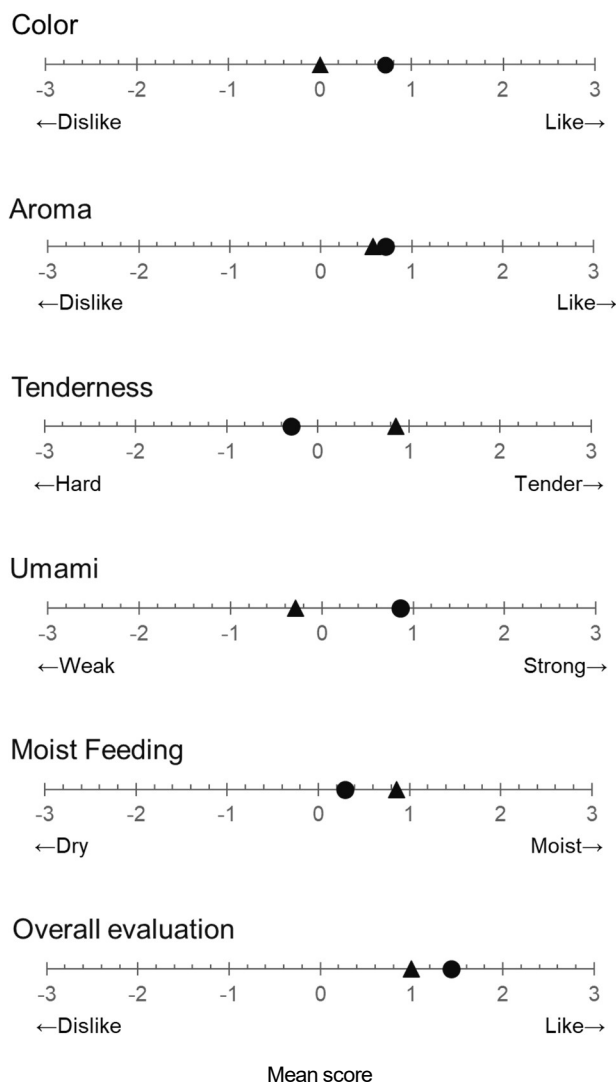 Color
-3 -2 -1 0 1 2 3
←Dislike Like→
Aroma
-3 -2 -1 0 1 2 3
←Dislike Like→
Tenderness
-3 -2 -1 0 1 2 3
←Hard Tender→
Umami
-3 -2 -1 0 1 2 3
←Weak Strong→
Moist Feeding
-3 -2 -1 0 1 2 3
←Dry Moist→
Overall evaluation
-3 -2 -1 0 1 2 3
←Dislike Like→
Mean score